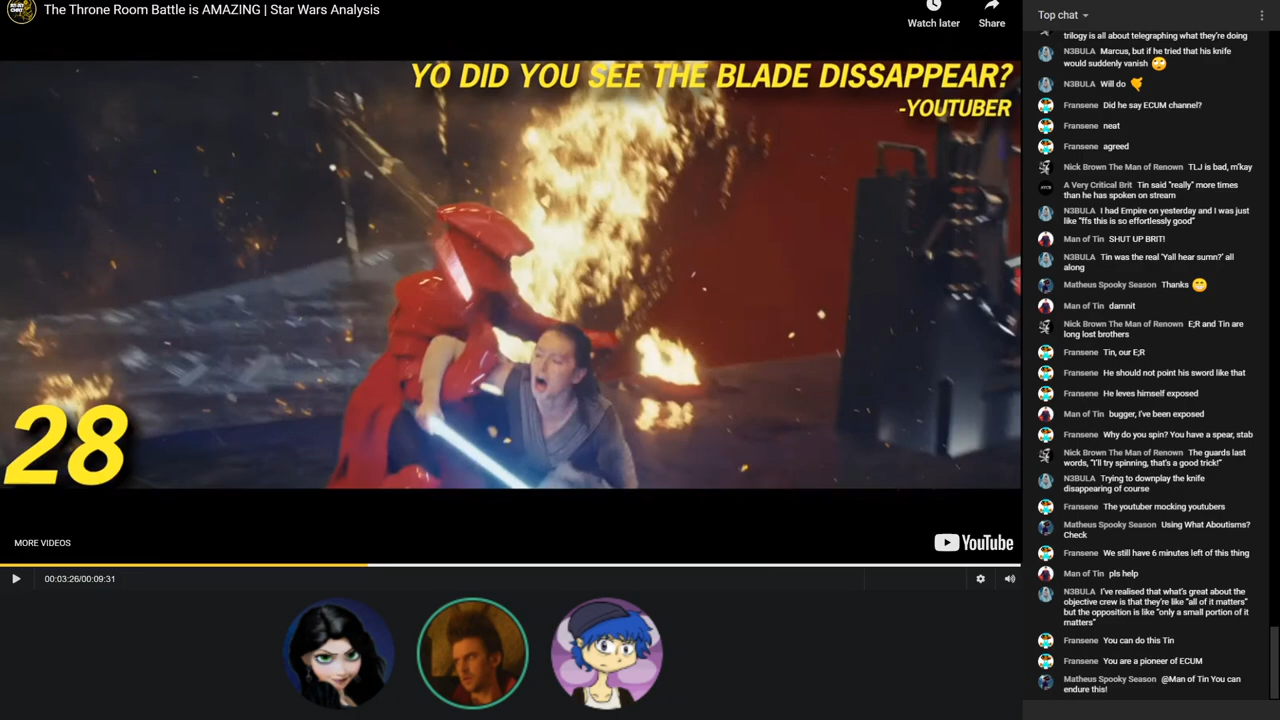 The Throne Room Battle is AMAZING | Star Wars Analysis
Watch later
Share
YO DID YOU SEE THE BLADE DISSAPPEAR?
-YOUTUBER
28
MORE VIDEOS
YouTube
00:03:26/00:09:31
Top chat
trilogy is all about telegraphing what they're doing
N3BULA Marcus, but if he tried that his knife
would suddenly vanish 🙄
N3BULA Will do
Fransene Did he say ECUM channel?
Fransene neat
Fransene agreed
Nick Brown The Man of Renown TLJ is bad, m'kay
A Very Critical Brit Tin said "really" more times
than he has spoken on stream
N3BULA I had Empire on yesterday and I was just
like "ffs this is so effortlessly good"
Man of Tin SHUT UP BRIT!
N3BULA Tin was the real 'Yall hear sumn?' all
along
Matheus Spooky Season Thanks 😁
Man of Tin damnit
Nick Brown The Man of Renown E;R and Tin are
long lost brothers
Fransene Tin, our E;R
Fransene He should not point his sword like that
Fransene He leves himself exposed
Man of Tin bugger, I've been exposed
Fransene Why do you spin? You have a spear, stab
Nick Brown The Man of Renown The guards last
words, "I'll try spinning, that's a good trick!"
N3BULA Trying to downplay the knife
disappearing of course
Fransene The youtuber mocking youtubers
Matheus Spooky Season Using What Aboutisms?
Check
Fransene We still have 6 minutes left of this thing
Man of Tin pls help
N3BULA I've realised that what's great about the
objective crew is that they're like "all of it matters"
but the opposition is like "only a small portion of it
matters"
Fransene You can do this Tin
Fransene You are a pioneer of ECUM
Matheus Spooky Season @Man of Tin You can
endure this!